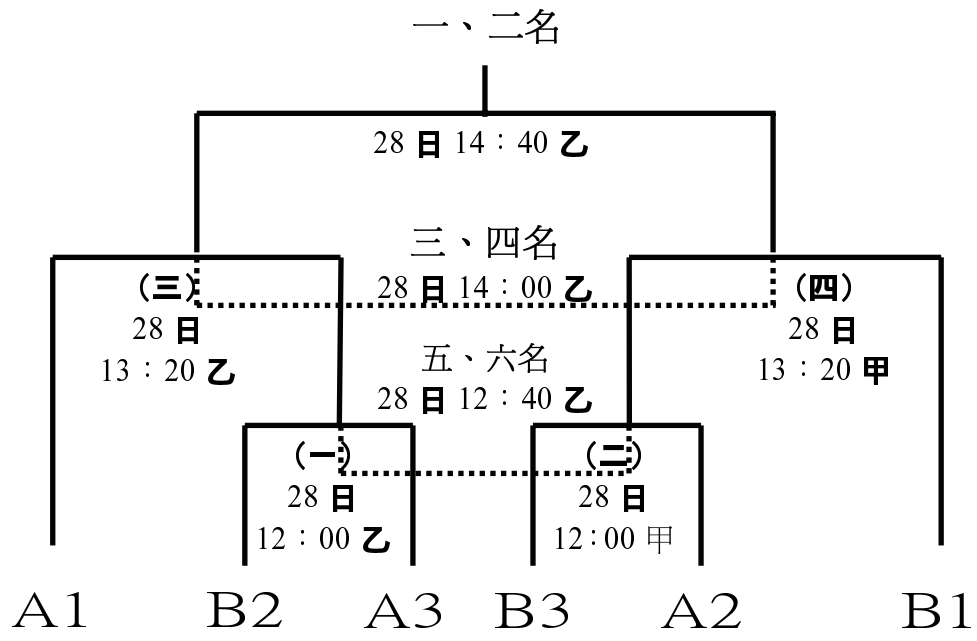 一、二名
28 日 14：40 乙
三、四名
28 日 14：00 乙
(三)
28 日
13：20 乙
(四)
28 日
13：20 甲
五、六名
28 日 12：40 乙
(一)
28 日
12：00 乙
(二)
28 日
12:00 甲
A1 B2 A3 B3 A2 B1